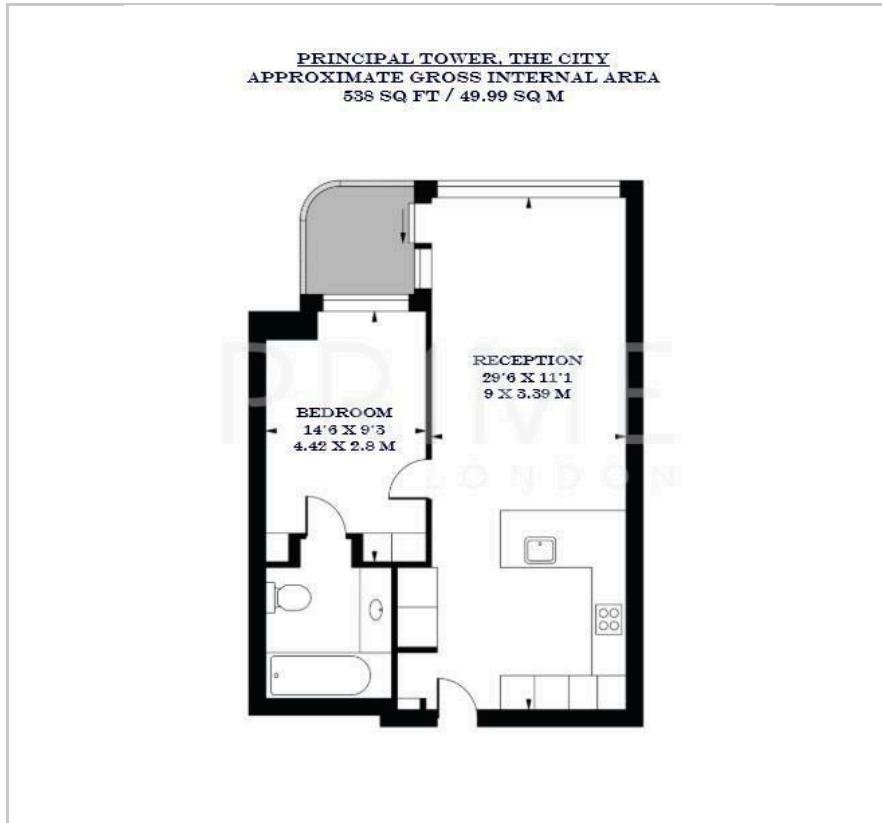 PRINCIPAL TOWER, THE CITY
APPROXIMATE GROSS INTERNAL AREA
538 SQ FT / 49.99 SQ M
RECEPTION
29'6 X 11'1
9 X 3.39 M
BEDROOM
14'6 X 9'3
4.42 X 2.8 M
PRIME
LONDON